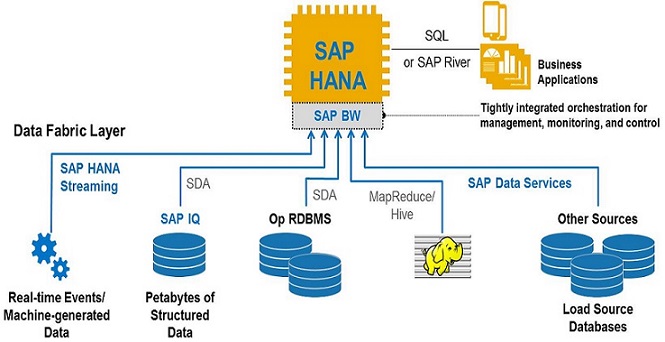 SAP
HANA
SQL
or SAP River
Business
Applications
SAP BW
Tightly integrated orchestration for
management, monitoring, and control
Data Fabric Layer
SAP HANA
Streaming
SDA
SAP IQ
Op RDBMS
SDA
MapReduce/
Hive
SAP Data Services
Other Sources
Real-time Events/
Machine-generated
Data
Petabytes of
Structured
Data
Load Source
Databases